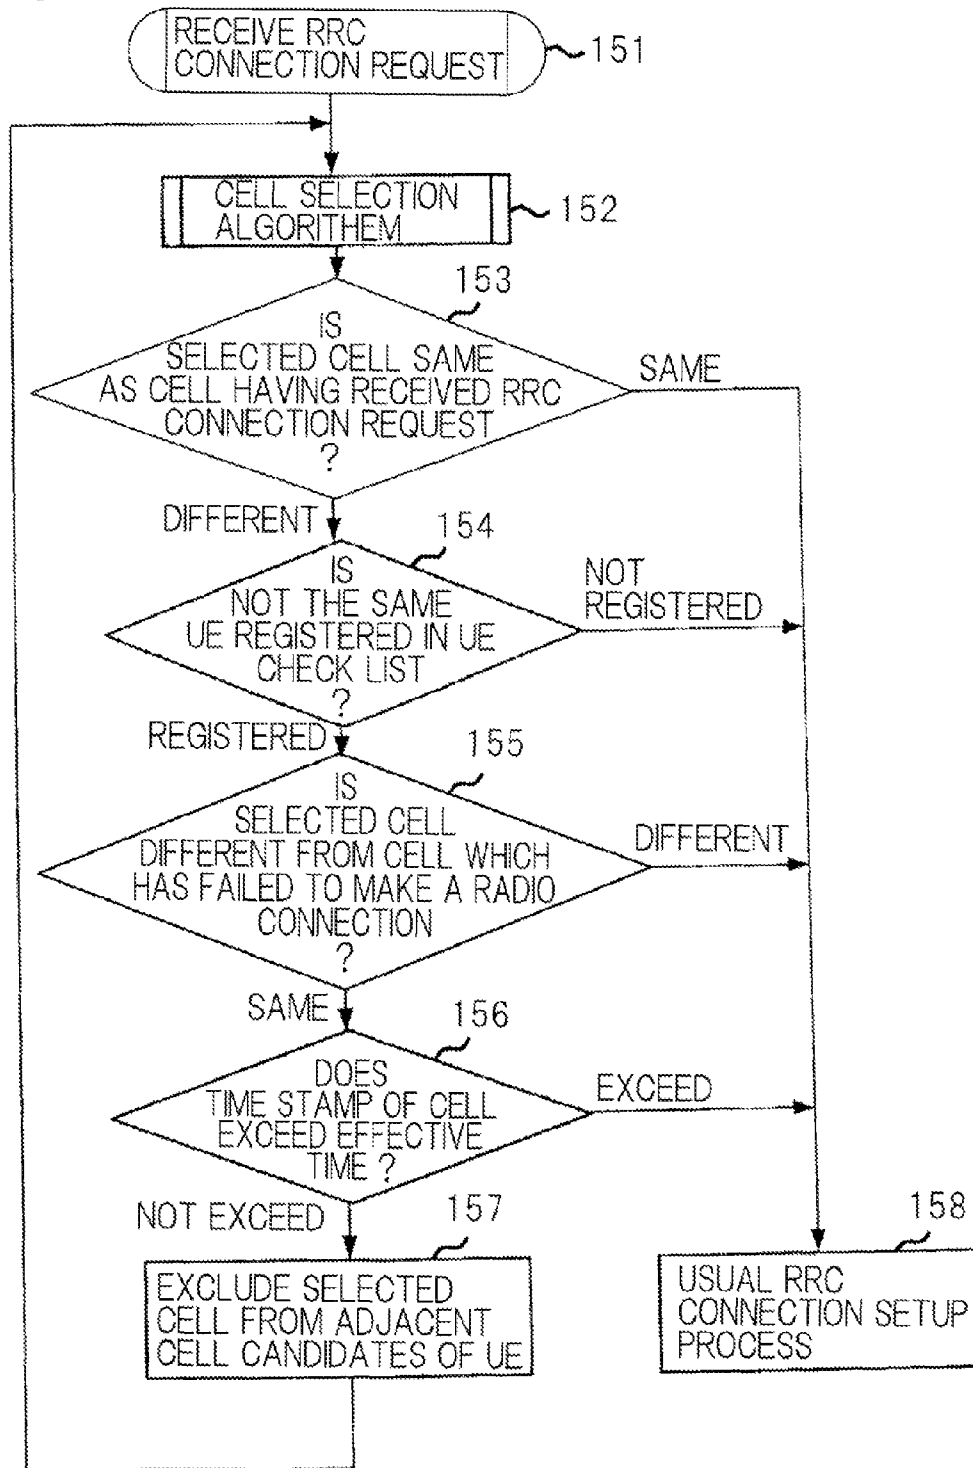 RECEIVE RRC
CONNECTION REQUEST
151
CELL SELECTION
ALGORITHEM
152
153
IS
SELECTED CELL SAME
AS CELL HAVING RECEIVED RRC
CONNECTION REQUEST
?
SAME
DIFFERENT
154
IS
NOT THE SAME
UE REGISTERED IN UE
CHECK LIST
?
NOT
REGISTERED
REGISTERED
155
IS
SELECTED CELL
DIFFERENT FROM CELL WHICH
HAS FAILED TO MAKE A RADIO
CONNECTION
?
DIFFERENT
SAME
156
DOES
TIME STAMP OF CELL
EXCEED EFFECTIVE
TIME ?
EXCEED
NOT EXCEED
157
EXCLUDE SELECTED
CELL FROM ADJACENT
CELL CANDIDATES OF UE
158
USUAL RRC
CONNECTION SETUP
PROCESS